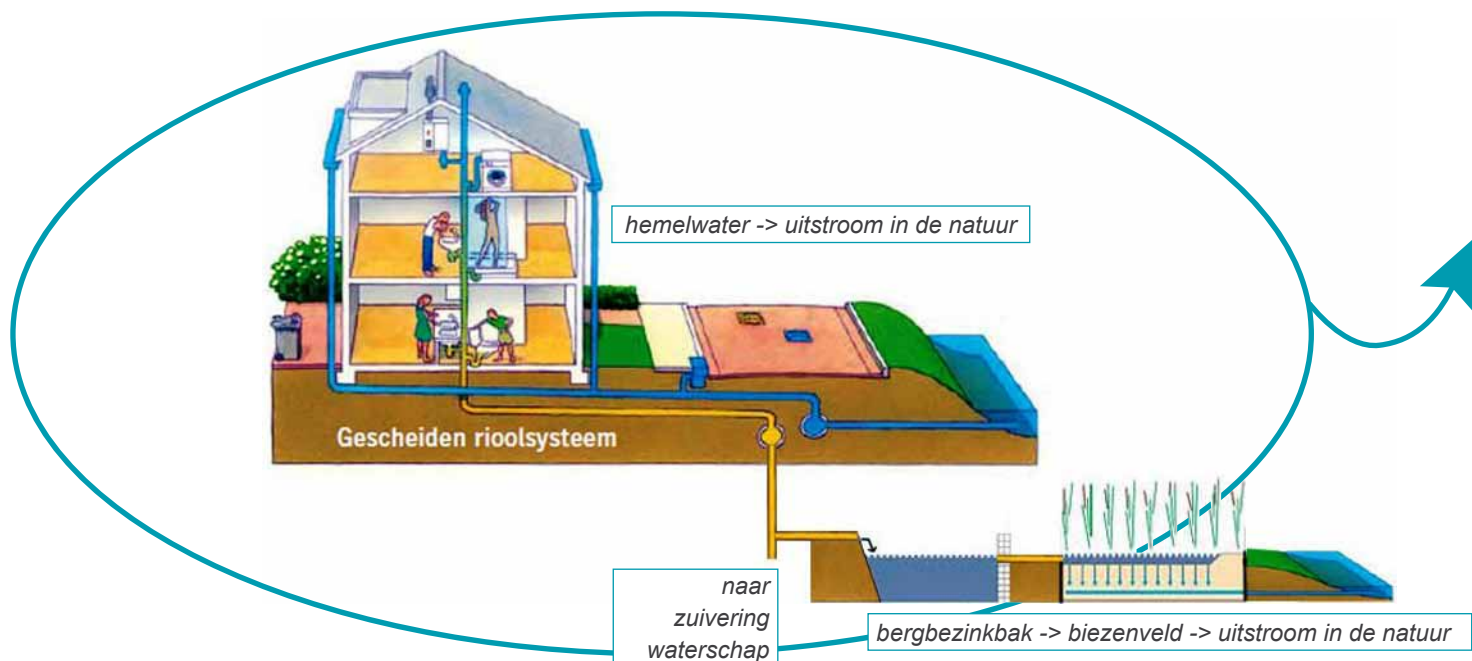 hemelwater -> uitstroom in de natuur
Gescheiden rioolsysteem
naar
zuivering
waterschap
bergbezinkbak -> biezenveld -> uitstroom in de natuur